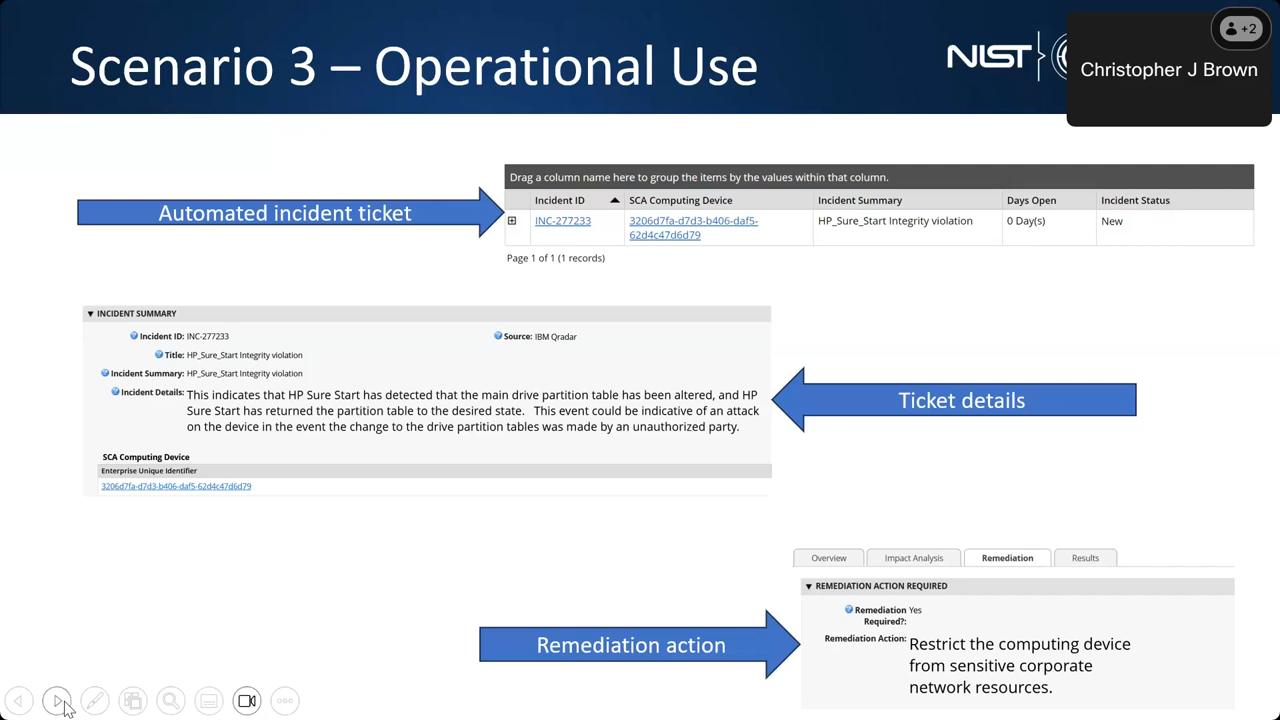 Scenario 3 – Operational Use
NIST
+2
Christopher J Brown
Automated incident ticket
Drag a column name here to group the items by the values within that column.
Incident ID SCA Computing Device Incident Summary Days Open Incident Status
INC-277233 3206d7fa-d7d3-b406-daf5- HP_Sure_Start Integrity violation 0 Day(s) New
62d4c47d6d79
Page 1 of 1 (1 records)
INCIDENT SUMMARY
Incident ID: INC-277233 Source: IBM Qradar
Title: HP_Sure_Start Integrity violation
Incident Summary: HP_Sure_Start Integrity violation
Incident Details: This indicates that HP Sure Start has detected that the main drive partition table has been altered, and HP
Sure Start has returned the partition table to the desired state. This event could be indicative of an attack
on the device in the event the change to the drive partition tables was made by an unauthorized party.
Ticket details
SCA Computing Device
Enterprise Unique Identifier
3206d7fa-d7d3-b406-daf5-62d4c47d6d79
Overview Impact Analysis Remediation Results
REMEDIATION ACTION REQUIRED
Remediation Yes
Required?:
Remediation action
Remediation Action: Restrict the computing device
from sensitive corporate
network resources.